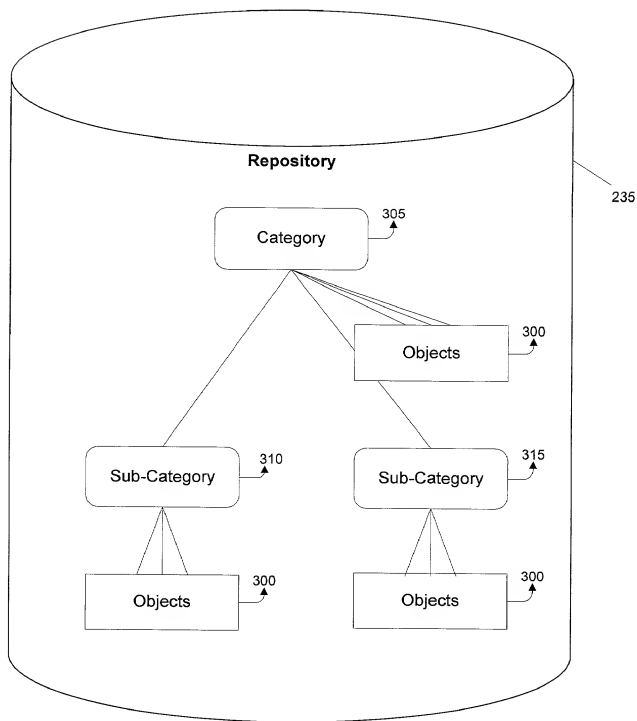 Repository
235
305
Category
300
Objects
310
Sub-Category
315
Sub-Category
300
Objects
300
Objects